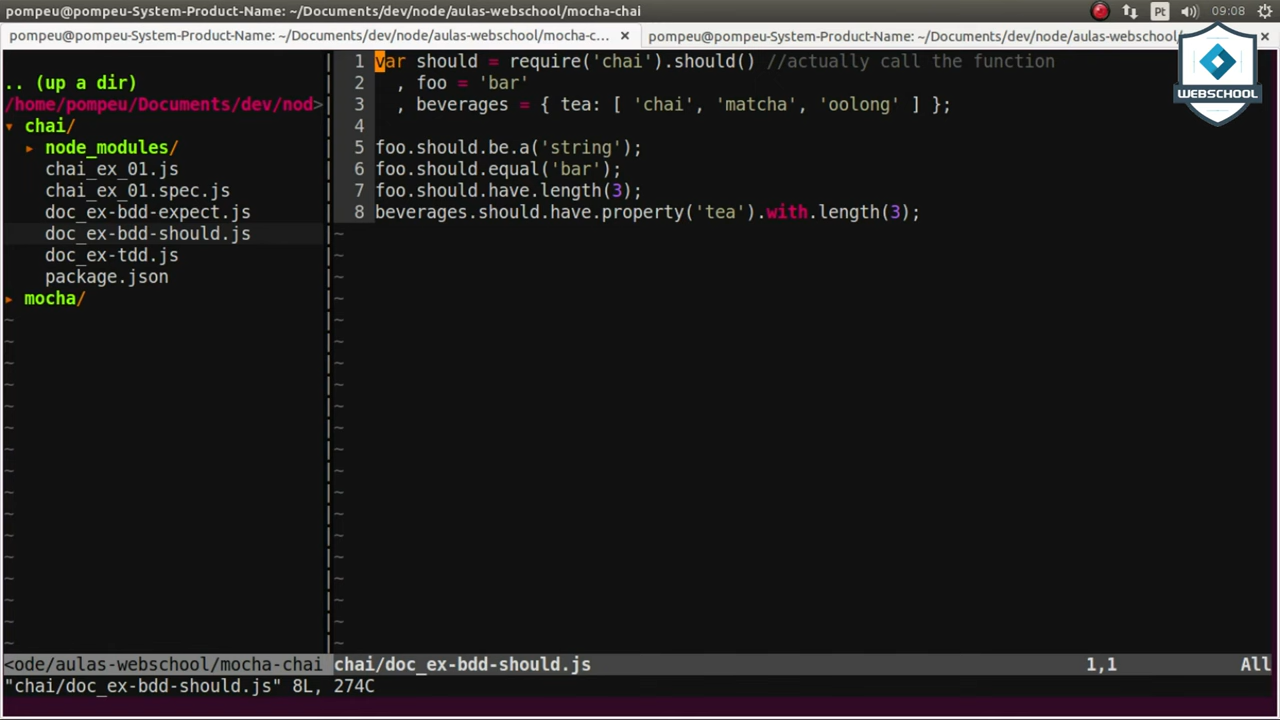 pompeu@pompeu-System-Product-Name: ~/Documents/dev/node/aulas-webschool/mocha-chai
Pt
09:08
pompeu@pompeu-System-Product-Name: ~/Documents/dev/node/aulas-webschool/mocha-c... ×
pompeu@pompeu-System-Product-Name: ~/Documents/dev/node/aulas-webschool/ ×
WEBSCHOOL
.. (up a dir)
/home/pompeu/Documents/dev/nod>
▾ chai/
▸ node_modules/
chai_ex_01.js
chai_ex_01.spec.js
doc_ex-bdd-expect.js
doc_ex-bdd-should.js
doc_ex-tdd.js
package.json
▸ mocha/
1 var should = require('chai').should() //actually call the function
2 , foo = 'bar'
3 , beverages = { tea: [ 'chai', 'matcha', 'oolong' ] };
4
5 foo.should.be.a('string');
6 foo.should.equal('bar');
7 foo.should.have.length(3);
8 beverages.should.have.property('tea').with.length(3);
<ode/aulas-webschool/mocha-chai
chai/doc_ex-bdd-should.js 1,1 All
"chai/doc_ex-bdd-should.js" 8L, 274C